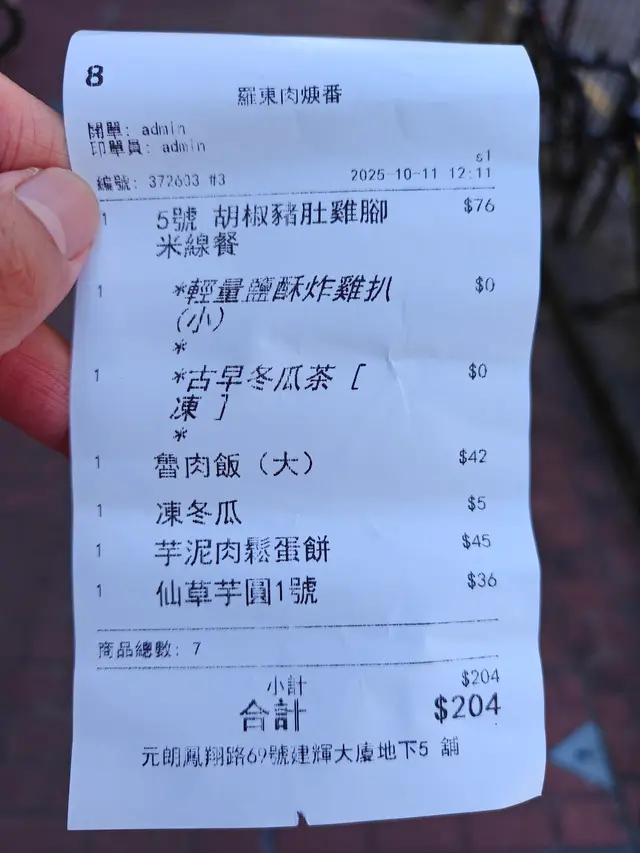 8
羅東肉焿番
開單: admin
印單員: admin
s1
編號: 372603 #3 2025-10-11 12:11
1 5號 胡椒豬肚雞腳 $76
米線餐
1 *輕量鹽酥炸雞扒 $0
(小)
*
1 *古早冬瓜茶 [ $0
凍 ]
*
1 魯肉飯（大） $42
1 凍冬瓜 $5
1 芋泥肉鬆蛋餅 $45
1 仙草芋圓1號 $36
商品總數: 7
小計 $204
合計 $204
元朗鳳翔路69號建輝大廈地下5 舖